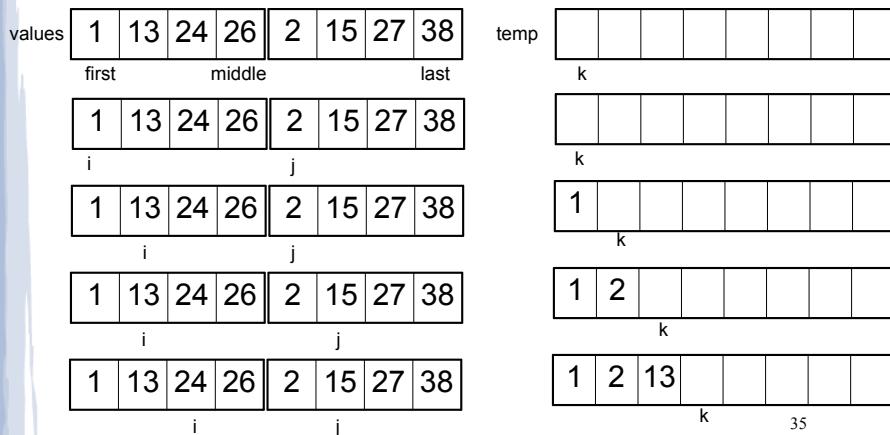 values 1 13 24 26 2 15 27 38 temp
first middle last k
1 13 24 26 2 15 27 38
i j k
1 13 24 26 2 15 27 38 1
i j k
1 13 24 26 2 15 27 38 1 2
i j k
1 13 24 26 2 15 27 38 1 2 13
i j k 35